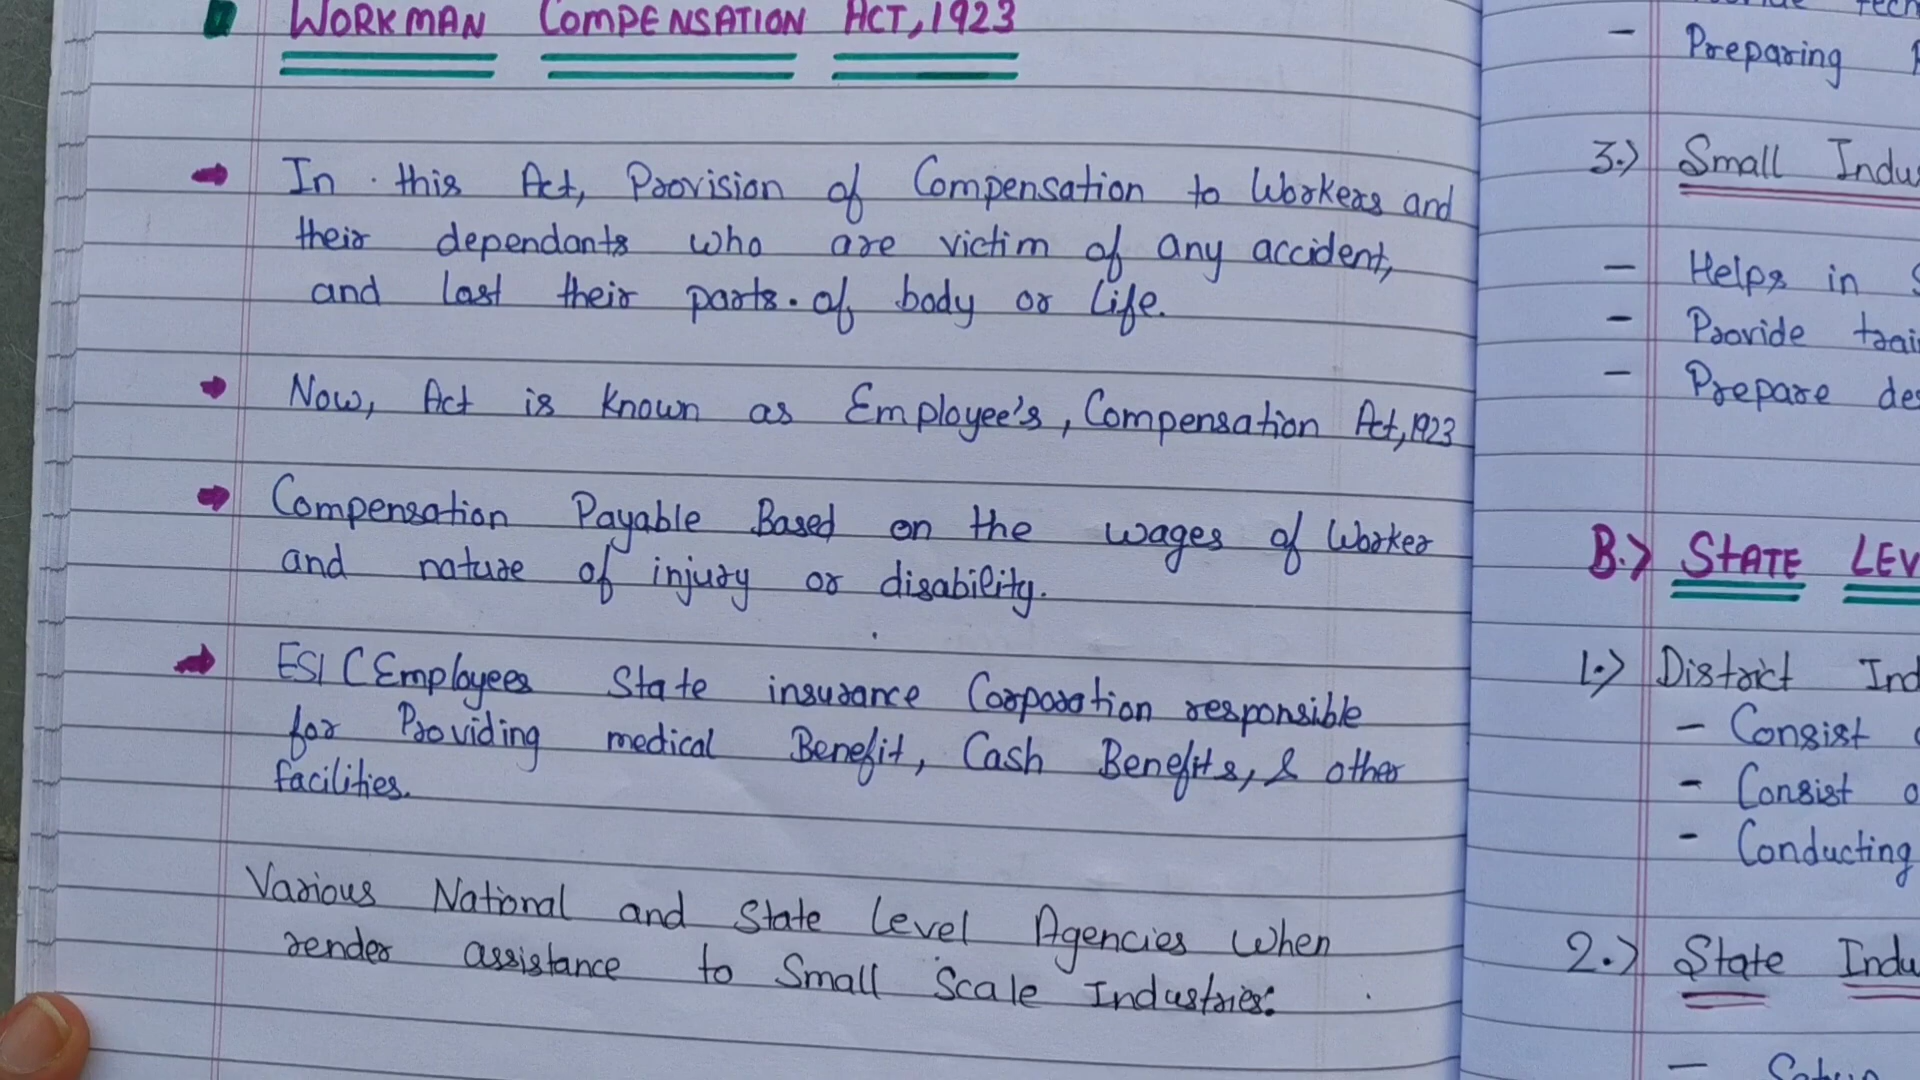 WORKMAN COMPENSATION ACT, 1923
→ In this Act, Provision of Compensation to Workers and
their dependants who are victim of any accident,
and last their parts of body or life.
→ Now, Act is known as Employee's, Compensation Act, 1923
→ Compensation Payable Based on the wages of Worker
and nature of injury or disability.
→ ESI C Employees State insurance Corporation responsible
for Providing medical Benefit, Cash Benefits, & other
facilities.
Various National and State Level Agencies When
render assistance to Small Scale Industries:
- Preparing
3.) Small
- Helps in
- Provide
- Prepare
B.) STATE
1.) District
- Consist
- Consist
- Conducting
2.) State